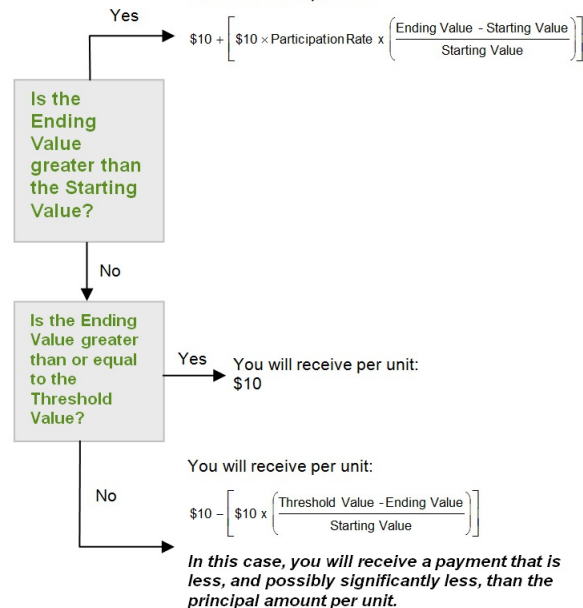 Yes
$10 + [$10 × Participation Rate x (Ending Value - Starting Value / Starting Value)]
Is the
Ending
Value
greater than
the Starting
Value?
No
Is the Ending
Value greater
than or equal
to the
Threshold
Value?
Yes
You will receive per unit:
$10
No
You will receive per unit:
$10 – [$10 x (Threshold Value - Ending Value / Starting Value)]
In this case, you will receive a payment that is
less, and possibly significantly less, than the
principal amount per unit.